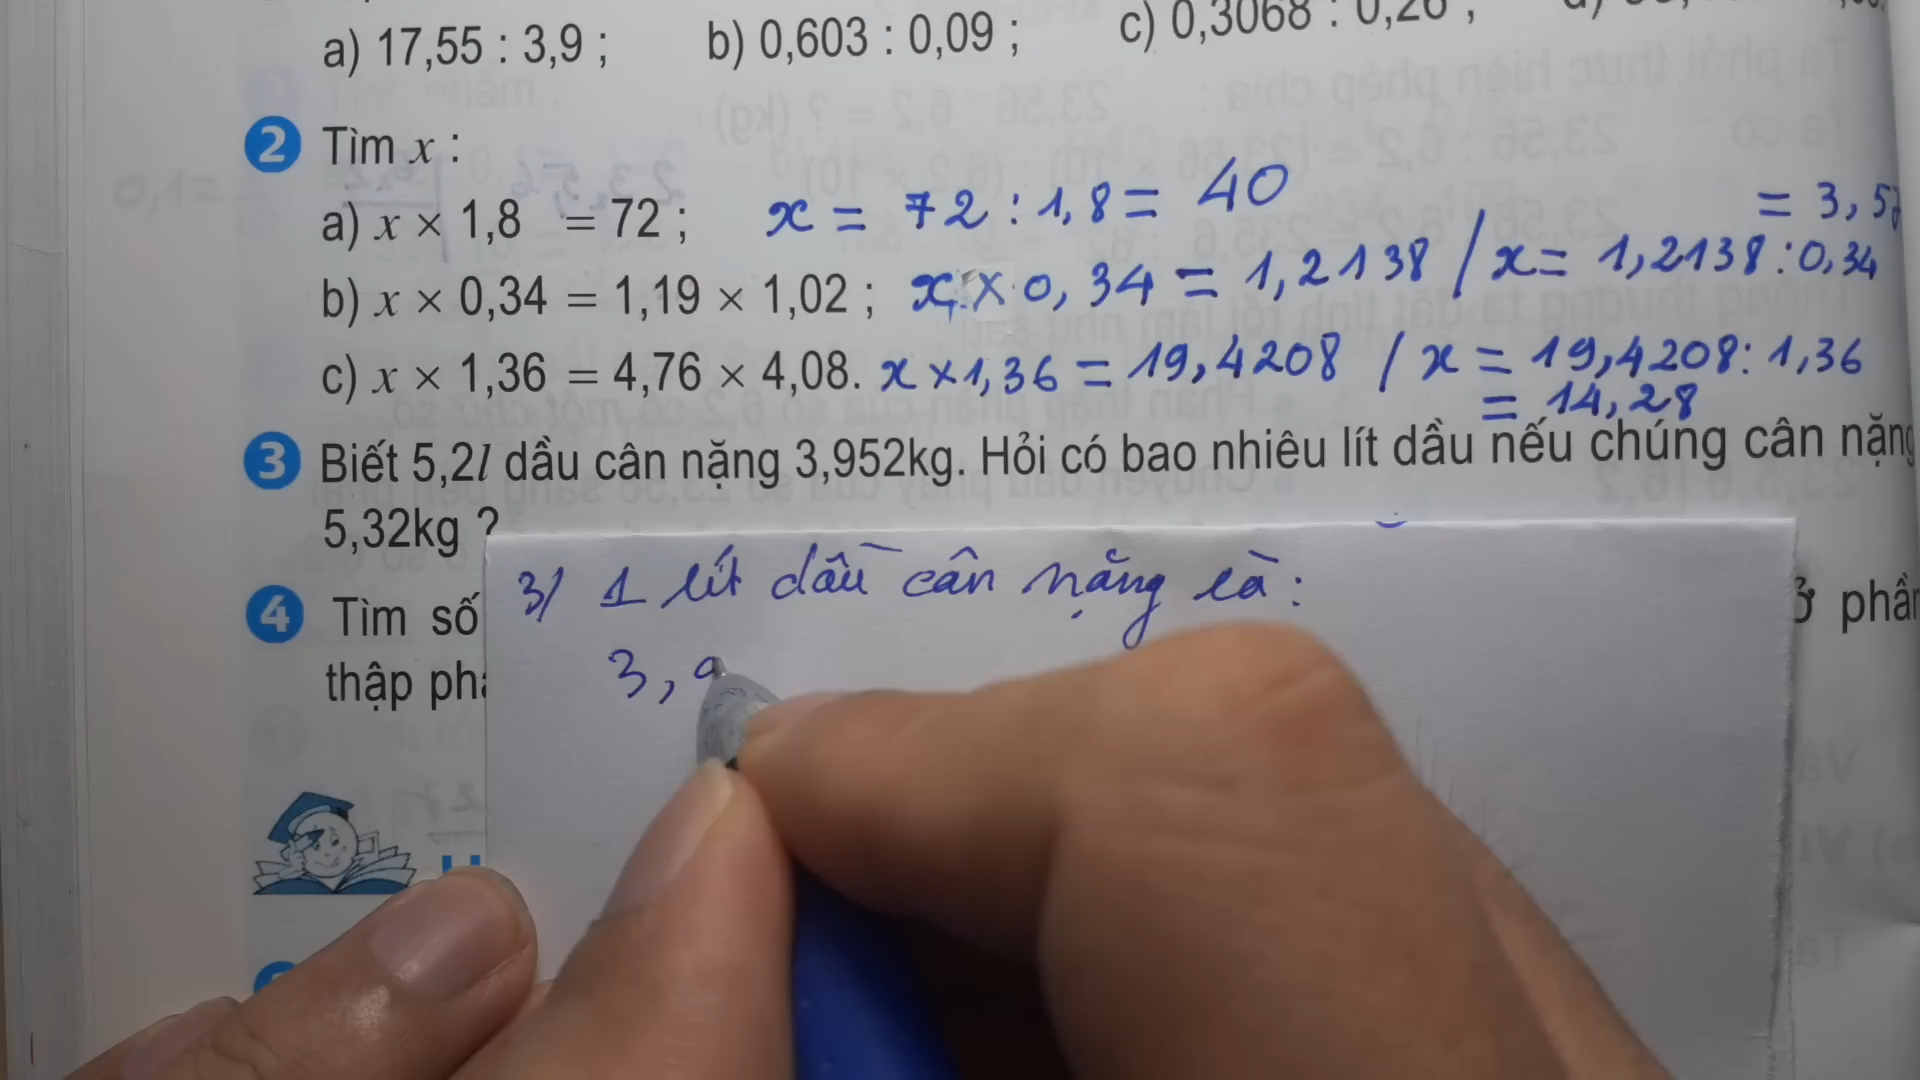 a) 17,55 : 3,9 ; b) 0,603 : 0,09 ; c) 0,3068 : 0,26 ;
2 Tìm x :
a) x × 1,8 = 72 ; x = 72 : 1,8 = 40
= 3,57
b) x × 0,34 = 1,19 × 1,02 ; x × 0,34 = 1,2138 / x = 1,2138 : 0,34
c) x × 1,36 = 4,76 × 4,08. x × 1,36 = 19,4208 / x = 19,4208 : 1,36
= 14,28
3 Biết 5,2l dầu cân nặng 3,952kg. Hỏi có bao nhiêu lít dầu nếu chúng cân nặng
5,32kg ?
3/ 1 lít dầu cân nặng là:
4 Tìm số ở phần
3,9
thập